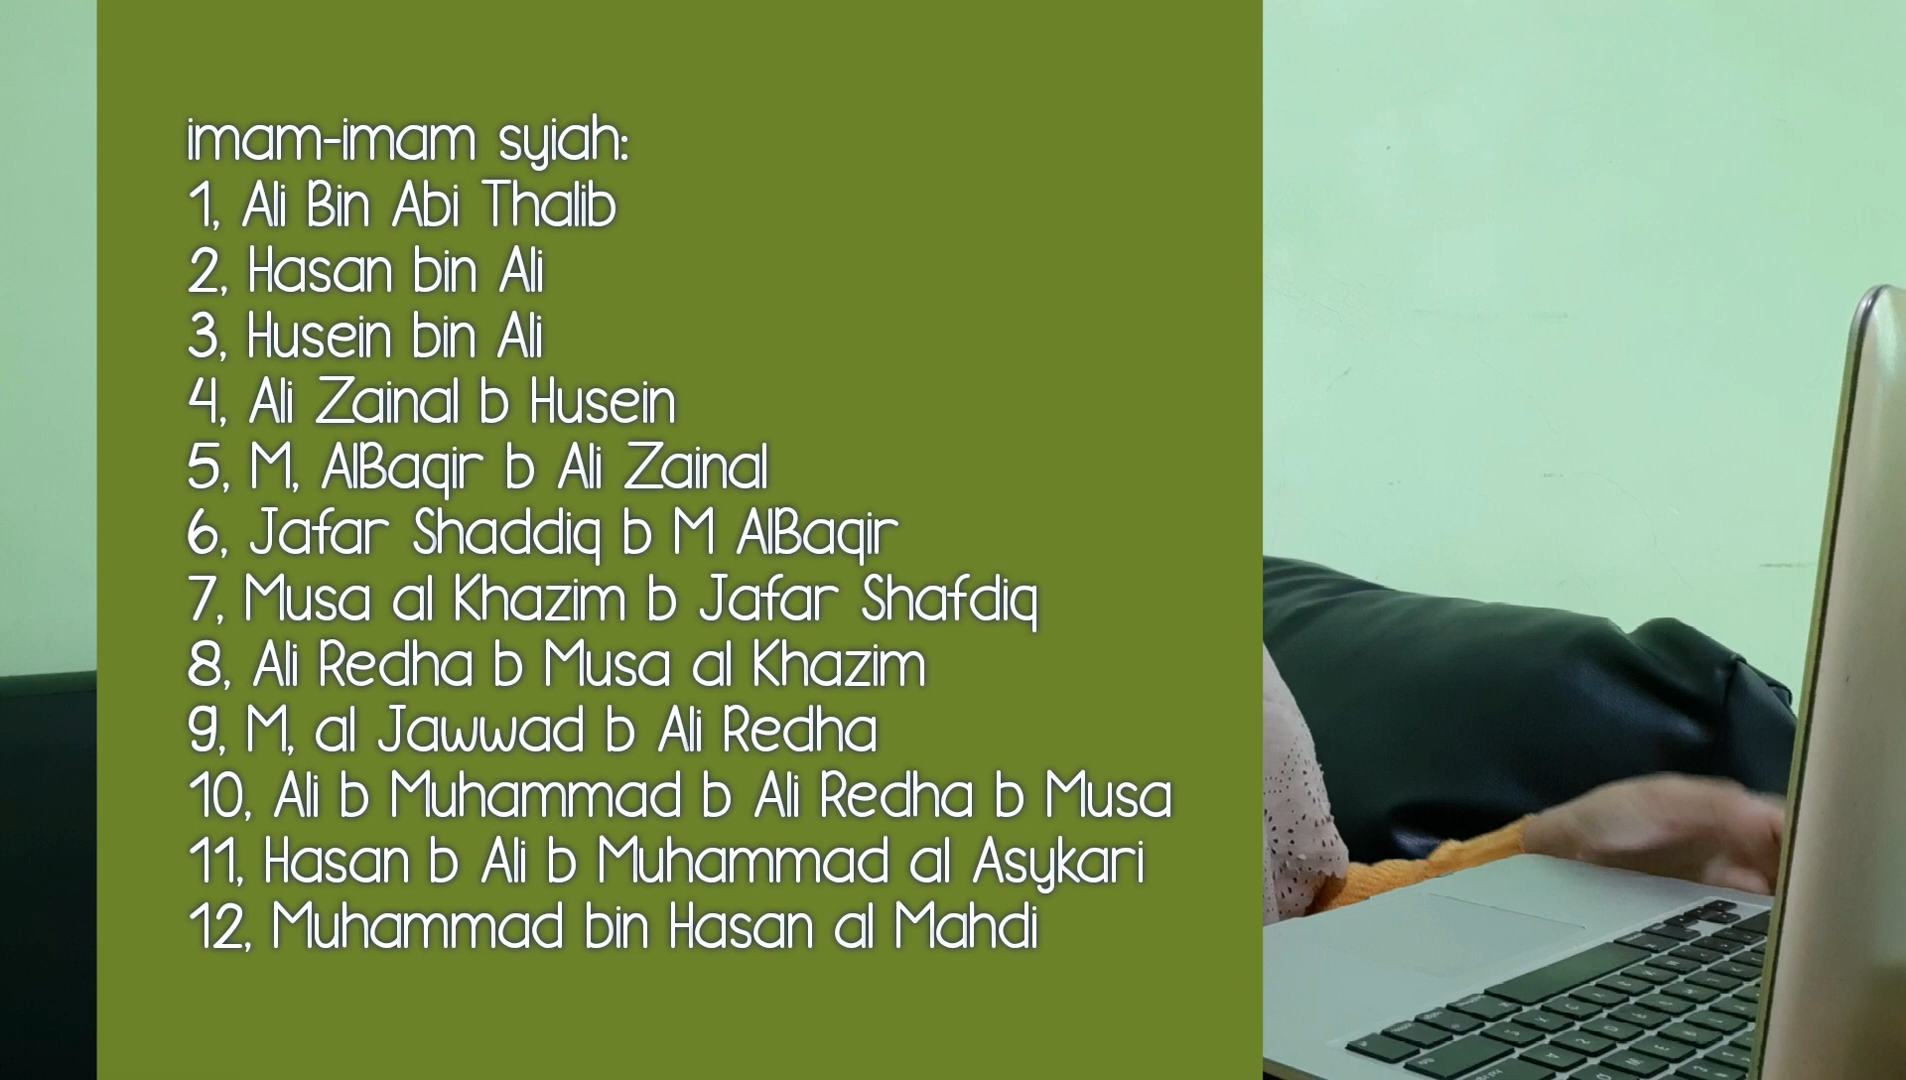 imam-imam syiah:
1, Ali Bin Abi Thalib
2, Hasan bin Ali
3, Husein bin Ali
4, Ali Zainal b Husein
5, M, AlBaqir b Ali Zainal
6, Jafar Shaddiq b M AlBaqir
7, Musa al Khazim b Jafar Shafdiq
8, Ali Redha b Musa al Khazim
9, M, al Jawwad b Ali Redha
10, Ali b Muhammad b Ali Redha b Musa
11, Hasan b Ali b Muhammad al Asykari
12, Muhammad bin Hasan al Mahdi